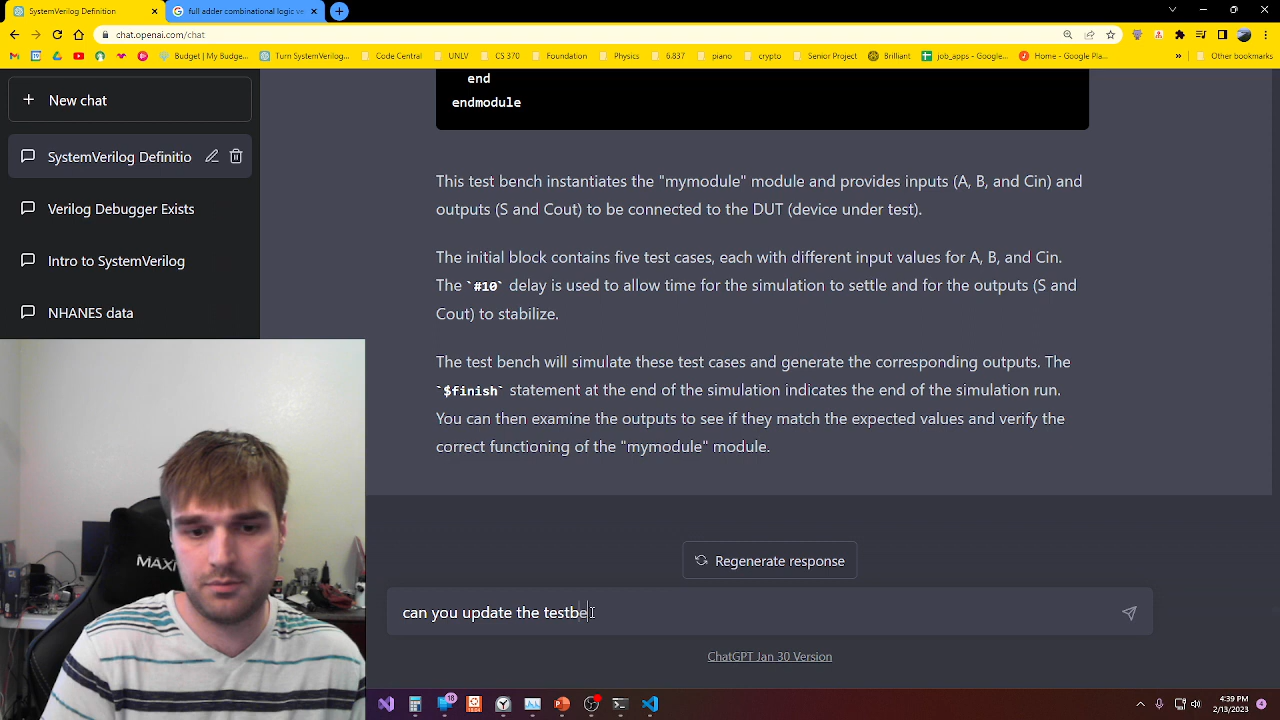 SystemVerilog Definition
full adder combinational logic ve
chat.openai.com/chat
Budget | My Budge...
Turn SystemVerilog...
Code Central
UNLV
CS 370
Foundation
Physics
6.837
piano
crypto
Senior Project
Brilliant
job_apps - Google...
Home - Google Pla...
»
Other bookmarks
New chat
SystemVerilog Definitio
Verilog Debugger Exists
Intro to SystemVerilog
NHANES data
end
endmodule
This test bench instantiates the "mymodule" module and provides inputs (A, B, and Cin) and
outputs (S and Cout) to be connected to the DUT (device under test).
The initial block contains five test cases, each with different input values for A, B, and Cin.
The `#10` delay is used to allow time for the simulation to settle and for the outputs (S and
Cout) to stabilize.
The test bench will simulate these test cases and generate the corresponding outputs. The
`$finish` statement at the end of the simulation indicates the end of the simulation run.
You can then examine the outputs to see if they match the expected values and verify the
correct functioning of the "mymodule" module.
Regenerate response
can you update the testbe
ChatGPT Jan 30 Version
MAXN
18
4:39 PM
2/13/2023
4